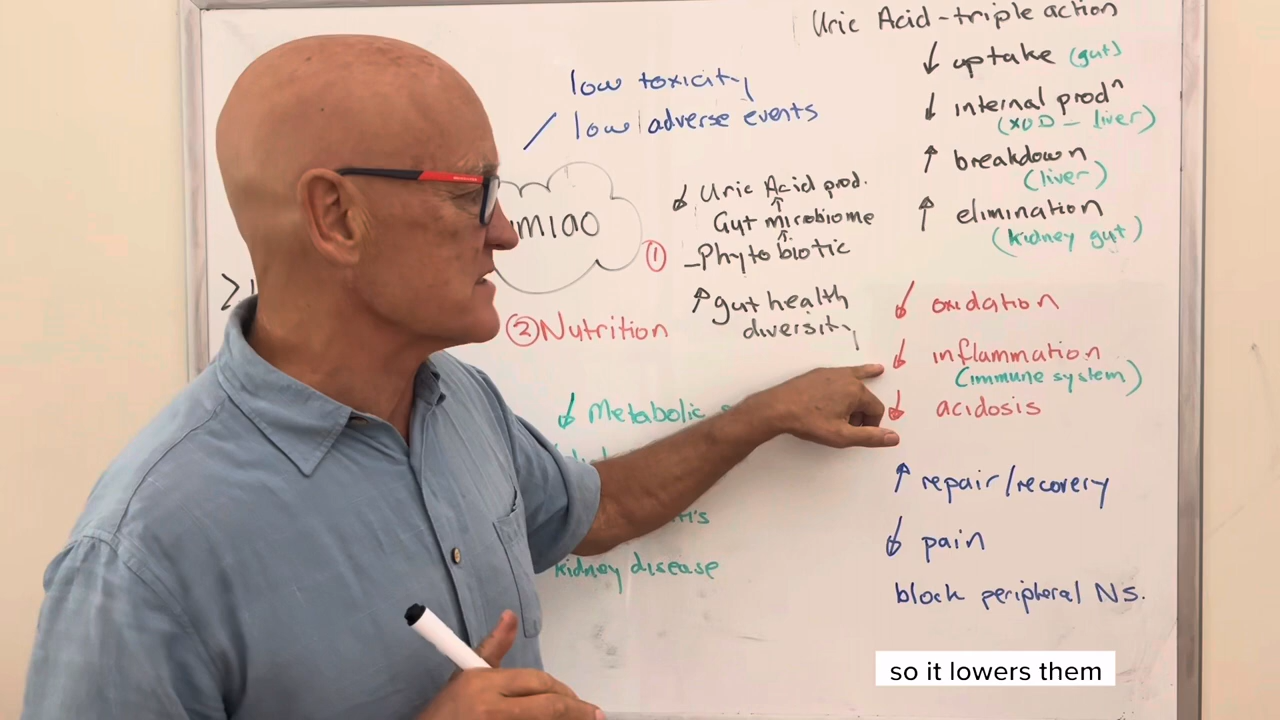 Uric Acid - triple action
↓ uptake (gut)
↓ internal prodⁿ
(XOD - liver)
↑ breakdown
(liver)
↑ elimination
(kidney gut)
low toxicity
/ low adverse events
miao
↓ Uric Acid prod.
↑
Gut mirobiome
↑
① - Phytobiotic
↑ gut health
diversity
② Nutrition
↓ oxidation
↓ inflammation
(immune system)
↓ acidosis
↓ Metabolic
kidney disease
↑ repair/recovery
↓ pain
block peripheral Ns.
so it lowers them